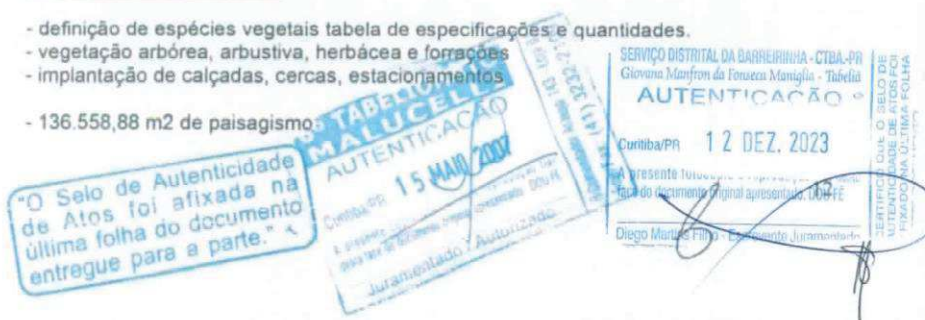 - definição de espécies vegetais tabela de especificações e quantidades.
- vegetação arbórea, arbustiva, herbácea e forrações
- implantação de calçadas, cercas, estacionamentos
- 136.558,88 m2 de paisagismo
"O Selo de Autenticidade
de Atos foi afixada na
última folha do documento
entregue para a parte."
TABELIONATO
MALUCELLI
AUTENTICAÇÃO
15 MAIO 2007
Curitiba/PR
Juramentado Autorizado
(41) 3232-
SERVIÇO DISTRITAL DA BARREIRINHA - CTBA.-PR
Giovana Manfron da Fonseca Maniglia - Tabeliã
AUTENTICAÇÃO
Curitiba/PR 12 DEZ. 2023
A presente
do documento original apresentado. DOU FÉ
Diego Martins Filho - Escrevente Juramentado
CERTIFICO QUE O SELO DE
AUTENTICIDADE DE ATOS FOI
FIXADO NA ÚLTIMA FOLHA